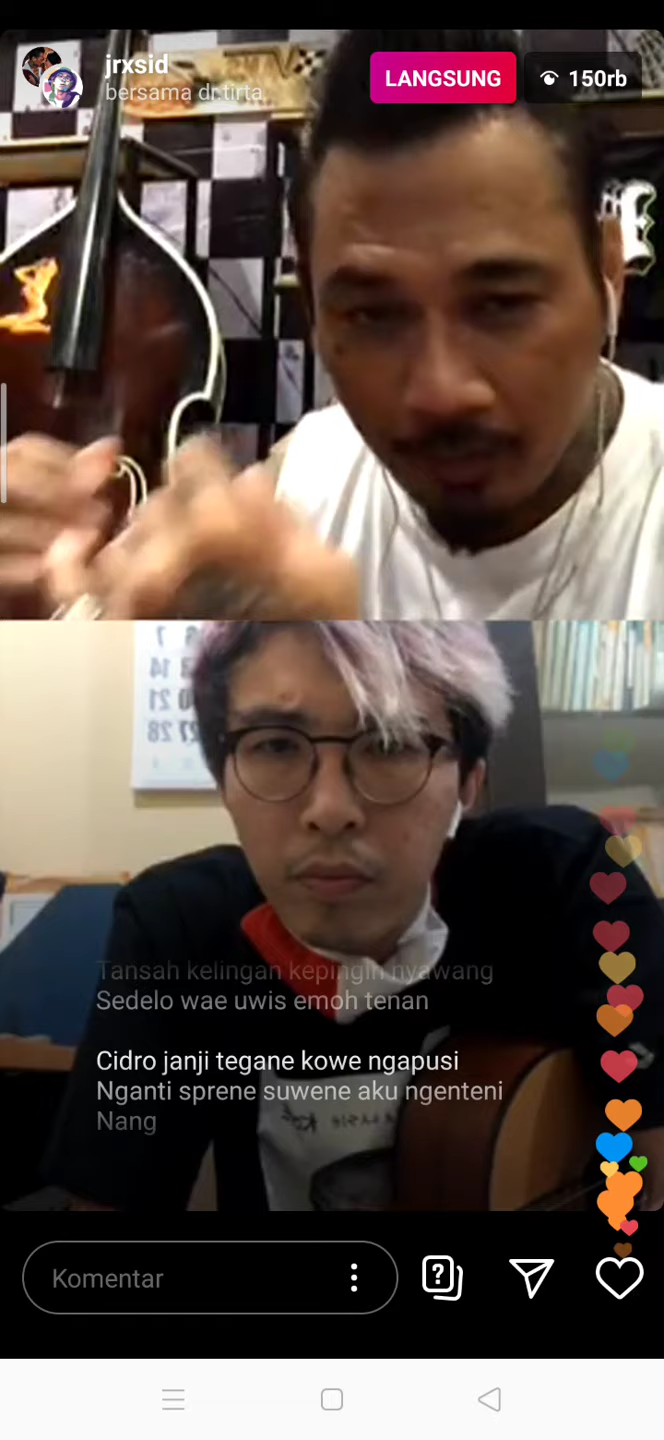 jrxsid
bersama dr.tirta
LANGSUNG
150rb
Tansah kelingan kepingin nyawang
Sedelo wae uwis emoh tenan
Cidro janji tegane kowe ngapusi
Nganti sprene suwene aku ngenteni
Nang
Komentar